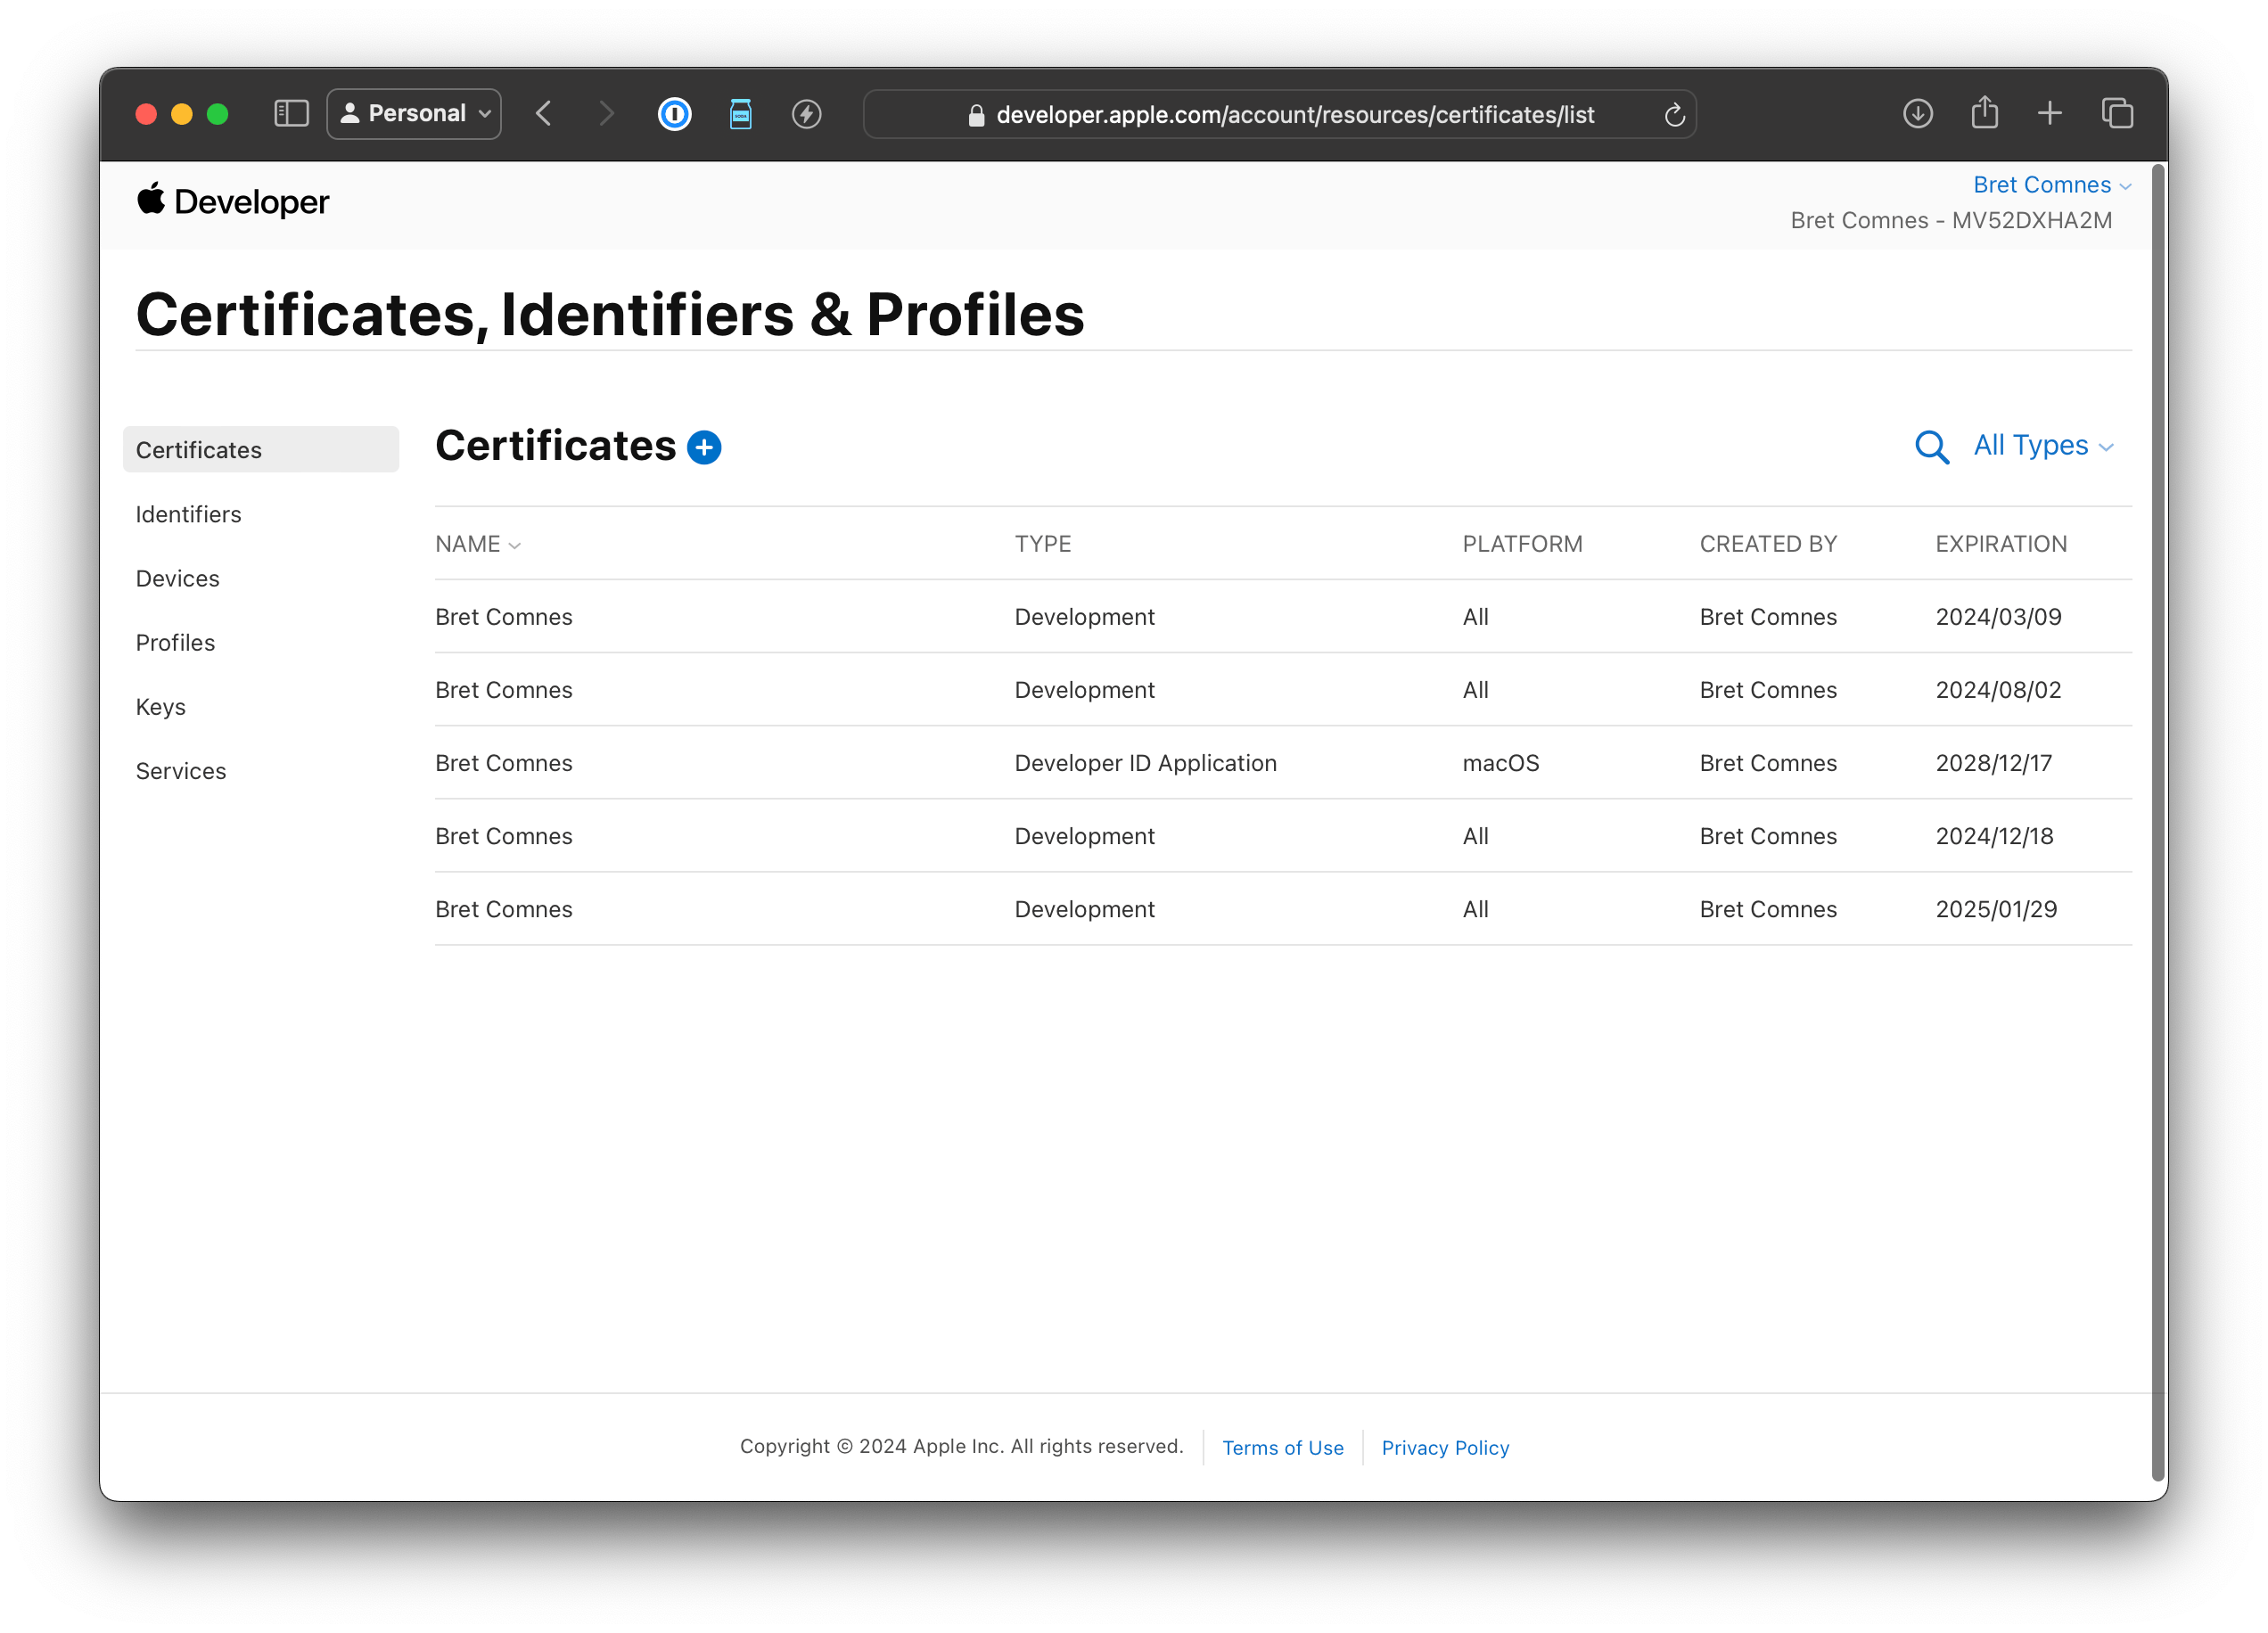 Personal
developer.apple.com/account/resources/certificates/list
Developer
Bret Comnes
Bret Comnes - MV52DXHA2M
Certificates, Identifiers & Profiles
Certificates
Identifiers
Devices
Profiles
Keys
Services
Certificates
All Types
NAME TYPE PLATFORM CREATED BY EXPIRATION
Bret Comnes Development All Bret Comnes 2024/03/09
Bret Comnes Development All Bret Comnes 2024/08/02
Bret Comnes Developer ID Application macOS Bret Comnes 2028/12/17
Bret Comnes Development All Bret Comnes 2024/12/18
Bret Comnes Development All Bret Comnes 2025/01/29
Copyright © 2024 Apple Inc. All rights reserved. Terms of Use Privacy Policy